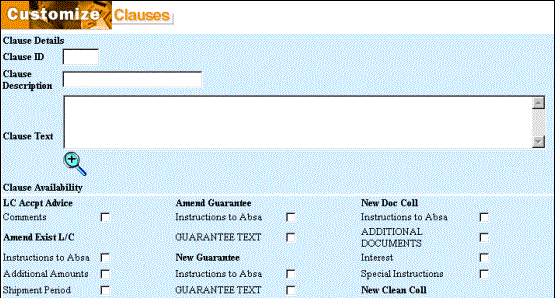 Customize Clauses
Clause Details
Clause ID
Clause
Description
Clause Text
Clause Availability
LC Accpt Advice Amend Guarantee New Doc Coll
Comments Instructions to Absa Instructions to Absa
Amend Exist L/C GUARANTEE TEXT ADDITIONAL
DOCUMENTS
Instructions to Absa New Guarantee Interest
Additional Amounts Instructions to Absa Special Instructions
Shipment Period GUARANTEE TEXT New Clean Coll